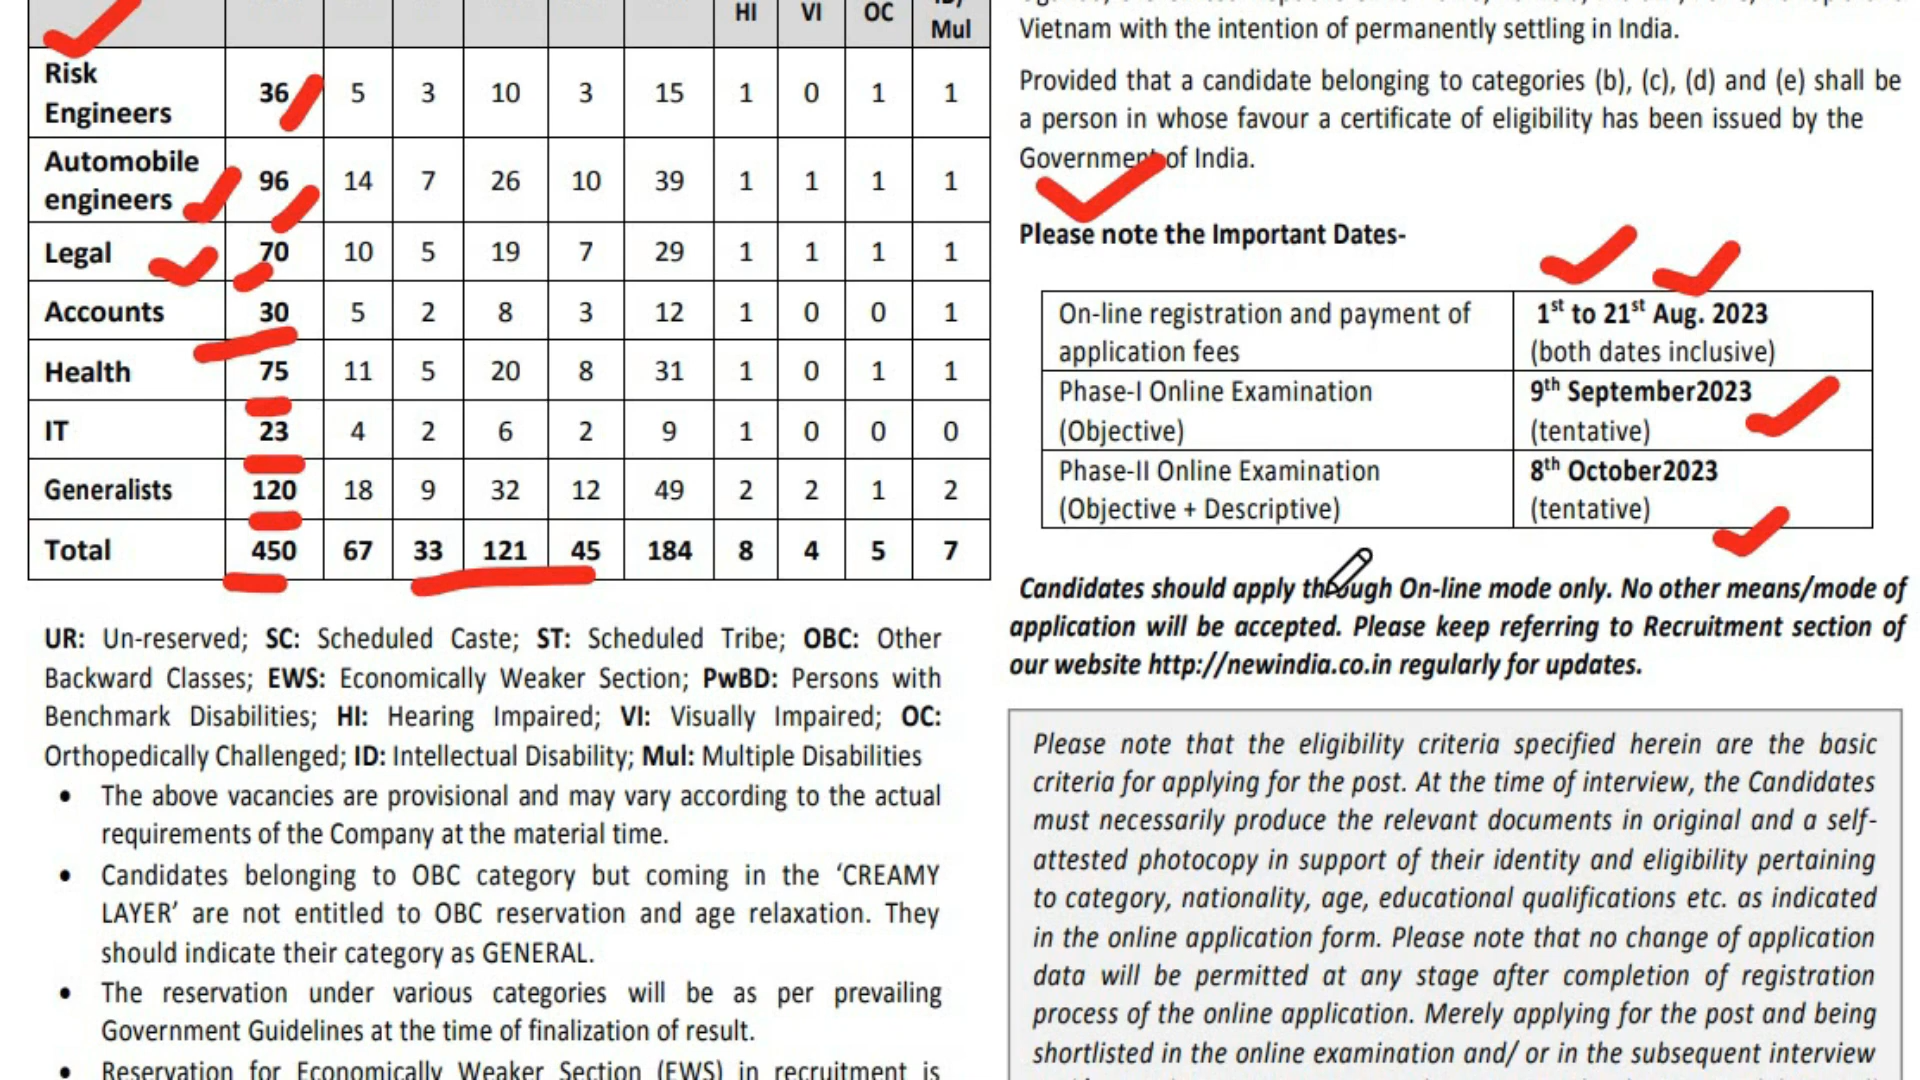 HI VI OC ID/
Mul
Risk
Engineers 36 5 3 10 3 15 1 0 1 1
Automobile
engineers 96 14 7 26 10 39 1 1 1 1
Legal 70 10 5 19 7 29 1 1 1 1
Accounts 30 5 2 8 3 12 1 0 0 1
Health 75 11 5 20 8 31 1 0 1 1
IT 23 4 2 6 2 9 1 0 0 0
Generalists 120 18 9 32 12 49 2 2 1 2
Total 450 67 33 121 45 184 8 4 5 7
UR: Un-reserved; SC: Scheduled Caste; ST: Scheduled Tribe; OBC: Other
Backward Classes; EWS: Economically Weaker Section; PwBD: Persons with
Benchmark Disabilities; HI: Hearing Impaired; VI: Visually Impaired; OC:
Orthopedically Challenged; ID: Intellectual Disability; Mul: Multiple Disabilities
• The above vacancies are provisional and may vary according to the actual
requirements of the Company at the material time.
• Candidates belonging to OBC category but coming in the ‘CREAMY
LAYER’ are not entitled to OBC reservation and age relaxation. They
should indicate their category as GENERAL.
• The reservation under various categories will be as per prevailing
Government Guidelines at the time of finalization of result.
• Reservation for Economically Weaker Section (EWS) in recruitment is
Vietnam with the intention of permanently settling in India.
Provided that a candidate belonging to categories (b), (c), (d) and (e) shall be
a person in whose favour a certificate of eligibility has been issued by the
Government of India.
Please note the Important Dates-
On-line registration and payment of 1st to 21st Aug. 2023
application fees (both dates inclusive)
Phase-I Online Examination 9th September2023
(Objective) (tentative)
Phase-II Online Examination 8th October2023
(Objective + Descriptive) (tentative)
Candidates should apply through On-line mode only. No other means/mode of
application will be accepted. Please keep referring to Recruitment section of
our website http://newindia.co.in regularly for updates.
Please note that the eligibility criteria specified herein are the basic
criteria for applying for the post. At the time of interview, the Candidates
must necessarily produce the relevant documents in original and a self-
attested photocopy in support of their identity and eligibility pertaining
to category, nationality, age, educational qualifications etc. as indicated
in the online application form. Please note that no change of application
data will be permitted at any stage after completion of registration
process of the online application. Merely applying for the post and being
shortlisted in the online examination and/ or in the subsequent interview